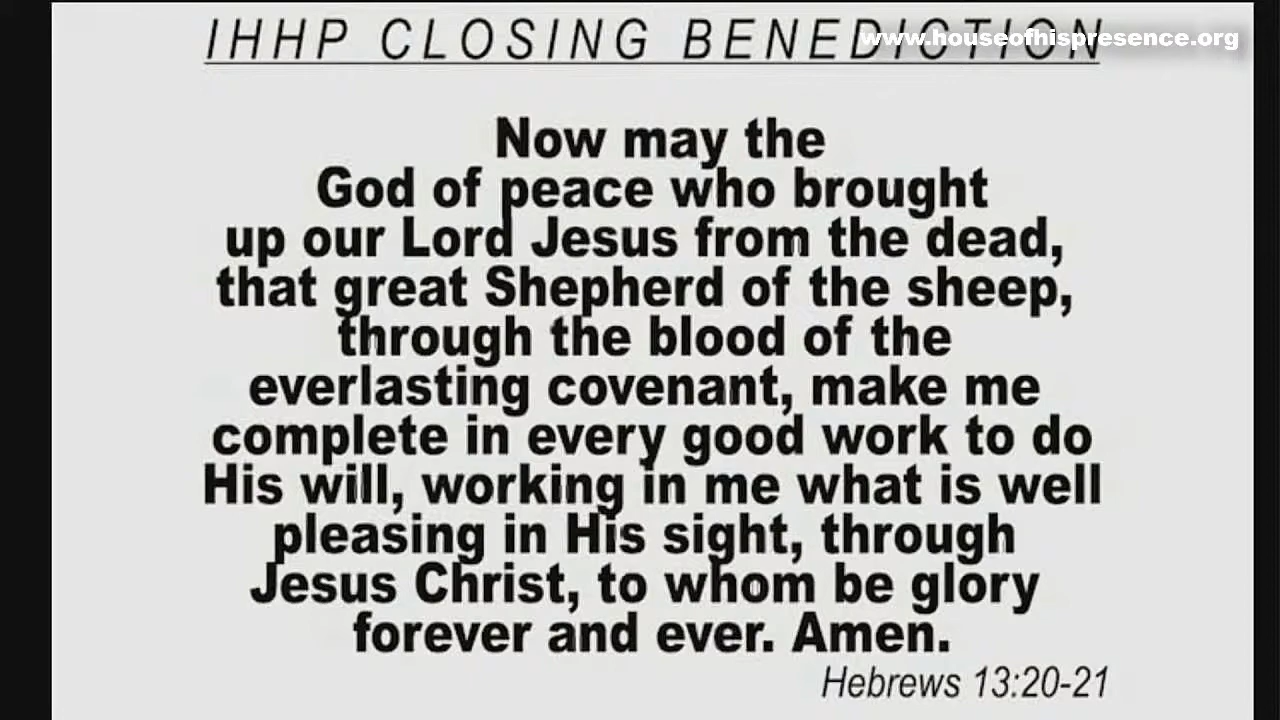 IHHP CLOSING BENEDICTION
www.houseofhispresence.org
Now may the
God of peace who brought
up our Lord Jesus from the dead,
that great Shepherd of the sheep,
through the blood of the
everlasting covenant, make me
complete in every good work to do
His will, working in me what is well
pleasing in His sight, through
Jesus Christ, to whom be glory
forever and ever. Amen.
Hebrews 13:20-21